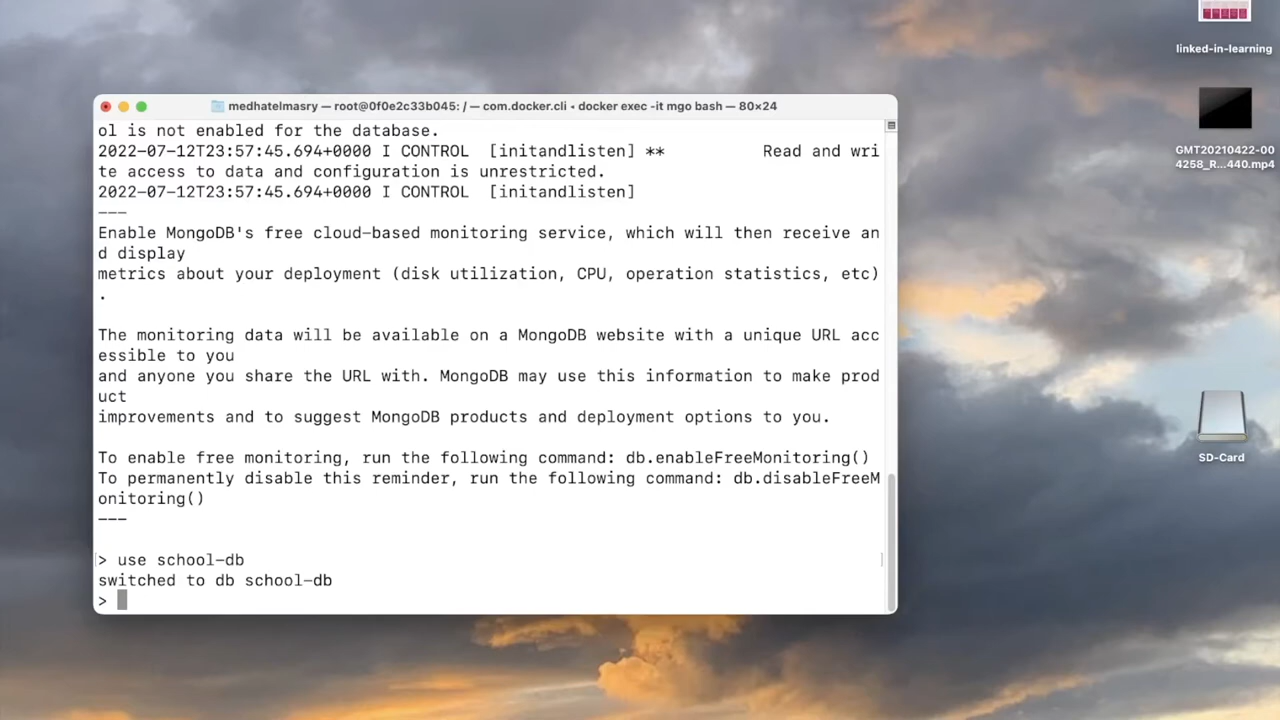 linked-in-learning
medhatelmasry — root@0f0e2c33b045: / — com.docker.cli • docker exec -it mgo bash — 80×24
ol is not enabled for the database.
2022-07-12T23:57:45.694+0000 I CONTROL  [initandlisten] **          Read and wri
te access to data and configuration is unrestricted.
2022-07-12T23:57:45.694+0000 I CONTROL  [initandlisten]
---
Enable MongoDB's free cloud-based monitoring service, which will then receive an
d display
metrics about your deployment (disk utilization, CPU, operation statistics, etc)
.
The monitoring data will be available on a MongoDB website with a unique URL acc
essible to you
and anyone you share the URL with. MongoDB may use this information to make prod
uct
improvements and to suggest MongoDB products and deployment options to you.
To enable free monitoring, run the following command: db.enableFreeMonitoring()
To permanently disable this reminder, run the following command: db.disableFreeM
onitoring()
---
> use school-db
switched to db school-db
>
GMT20210422-00
4258_R...440.mp4
SD-Card